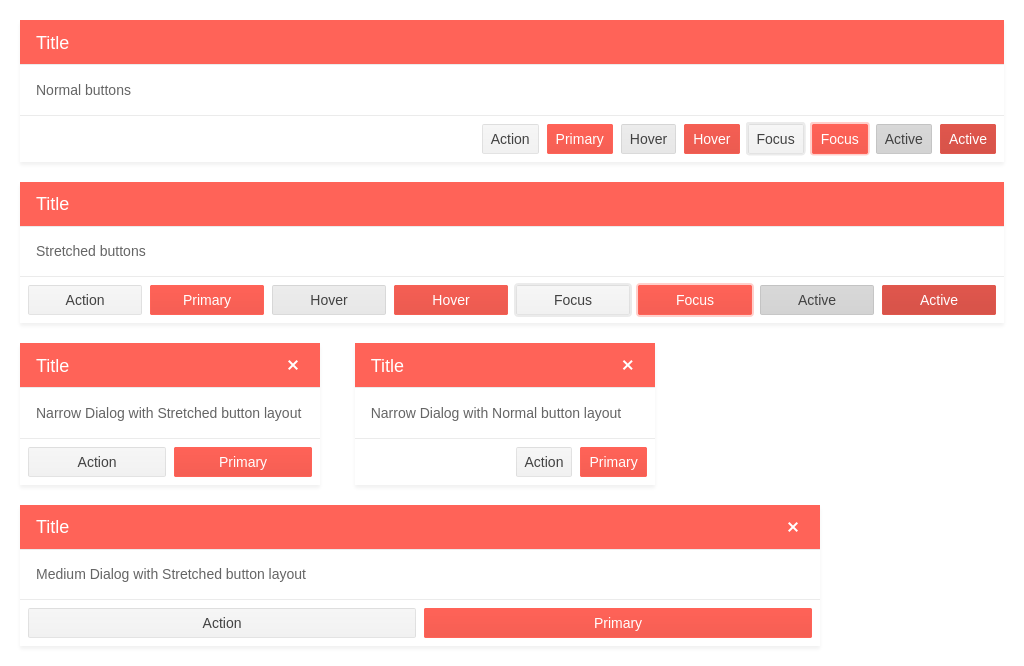 Title
Normal buttons
Action Primary Hover Hover Focus Focus Active Active
Title
Stretched buttons
Action Primary Hover Hover Focus Focus Active Active
Title
Narrow Dialog with Stretched button layout
Action Primary
Title
Narrow Dialog with Normal button layout
Action Primary
Title
Medium Dialog with Stretched button layout
Action Primary